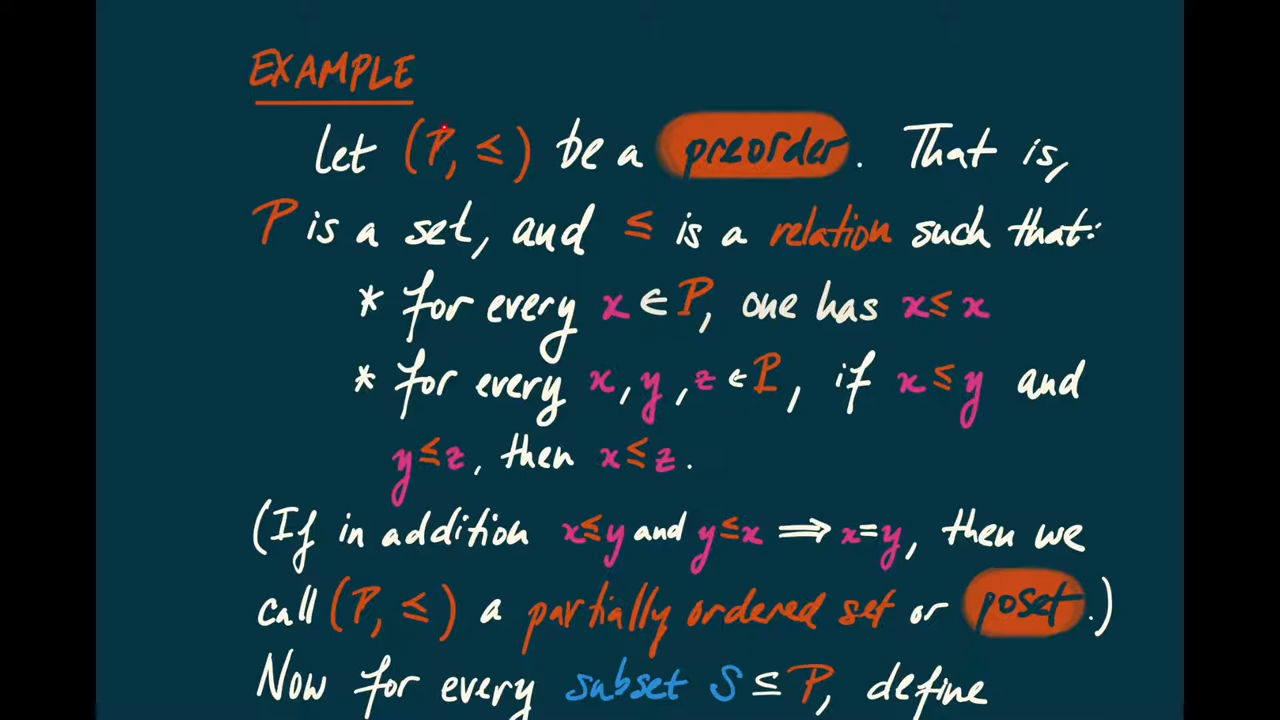 EXAMPLE
Let (P, ≤) be a preorder. That is,
P is a set, and ≤ is a relation such that:
* for every x ∈ P, one has x ≤ x
* for every x, y, z ∈ P, if x ≤ y and
y ≤ z, then x ≤ z.
(If in addition x ≤ y and y ≤ x ⟹ x = y, then we
call (P, ≤) a partially ordered set or poset.)
Now for every subset S ⊆ P, define